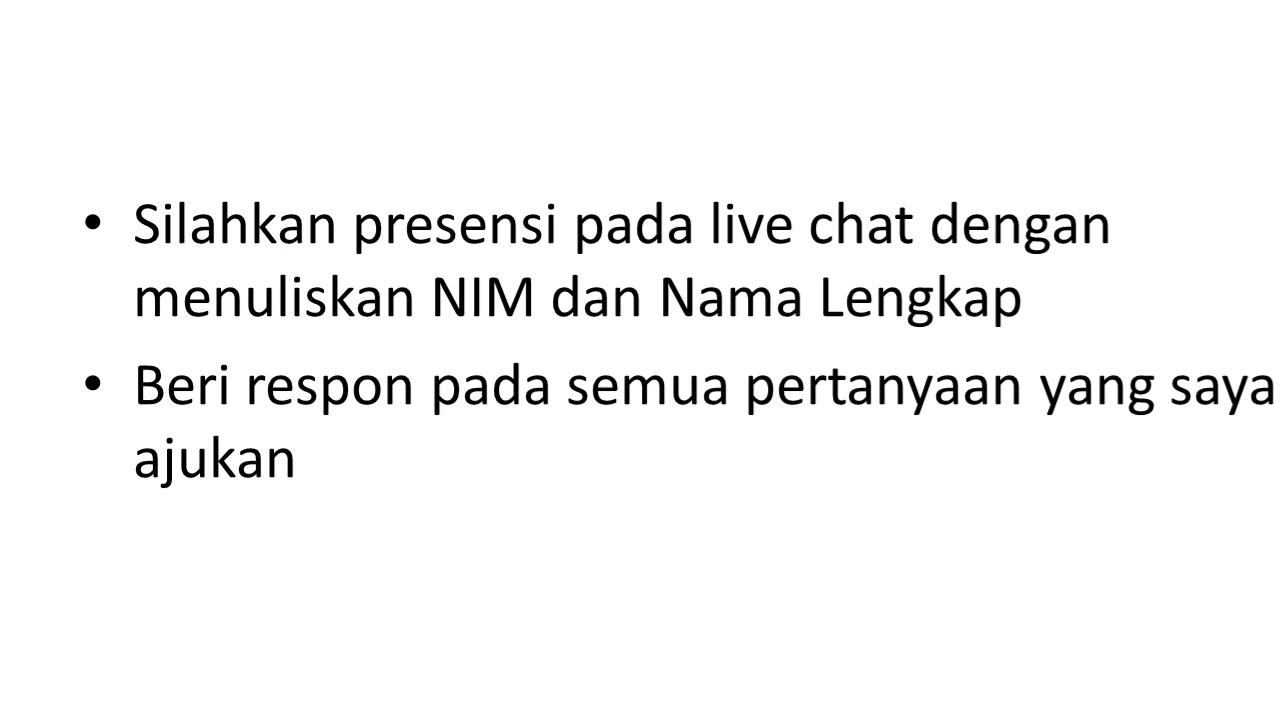 • Silahkan presensi pada live chat dengan
menuliskan NIM dan Nama Lengkap
• Beri respon pada semua pertanyaan yang saya
ajukan